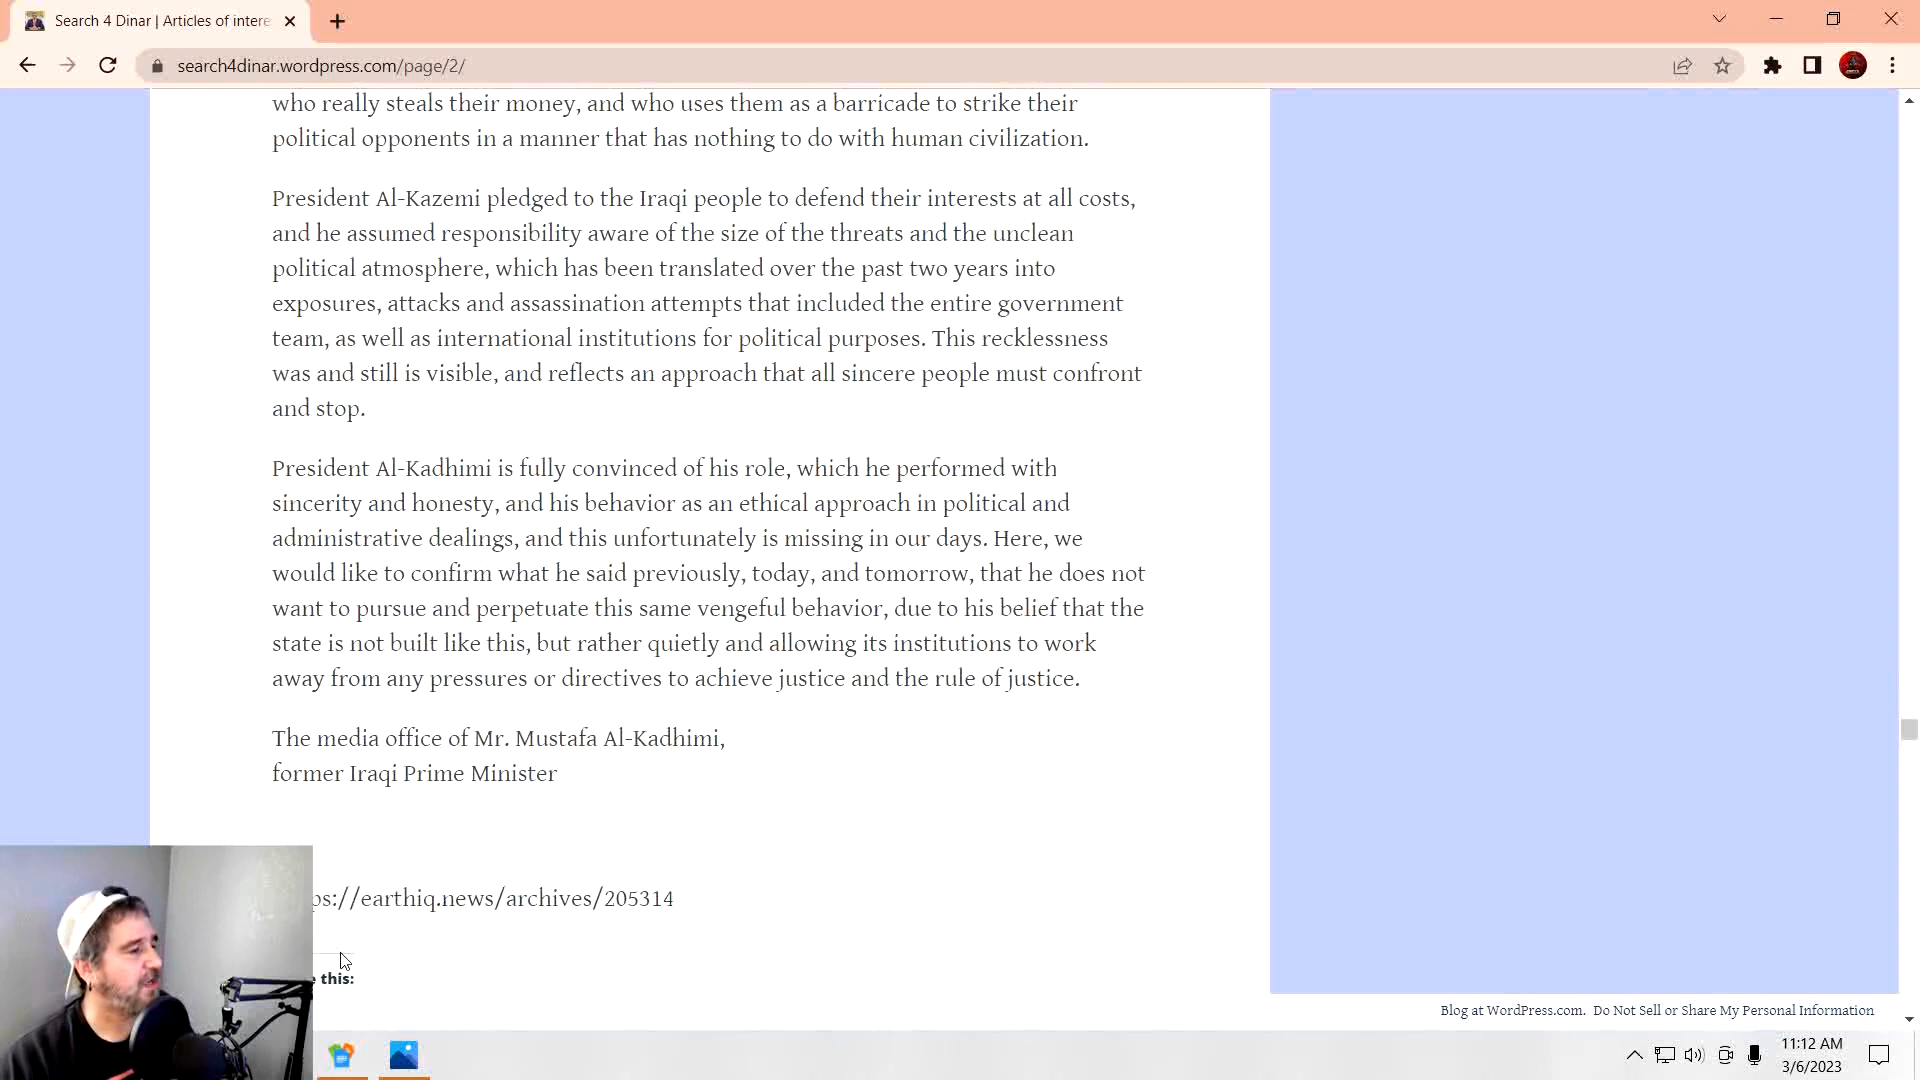 Search 4 Dinar | Articles of intere
search4dinar.wordpress.com/page/2/
who really steals their money, and who uses them as a barricade to strike their
political opponents in a manner that has nothing to do with human civilization.
President Al-Kazemi pledged to the Iraqi people to defend their interests at all costs,
and he assumed responsibility aware of the size of the threats and the unclean
political atmosphere, which has been translated over the past two years into
exposures, attacks and assassination attempts that included the entire government
team, as well as international institutions for political purposes. This recklessness
was and still is visible, and reflects an approach that all sincere people must confront
and stop.
President Al-Kadhimi is fully convinced of his role, which he performed with
sincerity and honesty, and his behavior as an ethical approach in political and
administrative dealings, and this unfortunately is missing in our days. Here, we
would like to confirm what he said previously, today, and tomorrow, that he does not
want to pursue and perpetuate this same vengeful behavior, due to his belief that the
state is not built like this, but rather quietly and allowing its institutions to work
away from any pressures or directives to achieve justice and the rule of justice.
The media office of Mr. Mustafa Al-Kadhimi,
former Iraqi Prime Minister
ps://earthiq.news/archives/205314
e this:
Blog at WordPress.com. Do Not Sell or Share My Personal Information
11:12 AM
3/6/2023